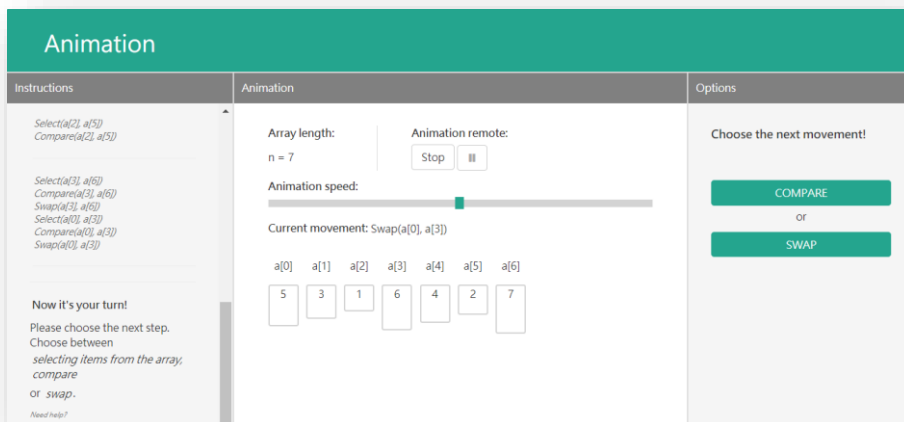 Animation
Instructions
Select(a[2], a[5])
Compare(a[2], a[5])
Select(a[3], a[6])
Compare(a[3], a[6])
Swap(a[3], a[6])
Select(a[0], a[3])
Compare(a[0], a[3])
Swap(a[0], a[3])
Now it's your turn!
Please choose the next step.
Choose between
selecting items from the array,
compare
or swap.
Need help?
Animation
Array length:
n = 7
Animation remote:
Stop
Animation speed:
Current movement: Swap(a[0], a[3])
a[0] a[1] a[2] a[3] a[4] a[5] a[6]
5 3 1 6 4 2 7
Options
Choose the next movement!
COMPARE
or
SWAP